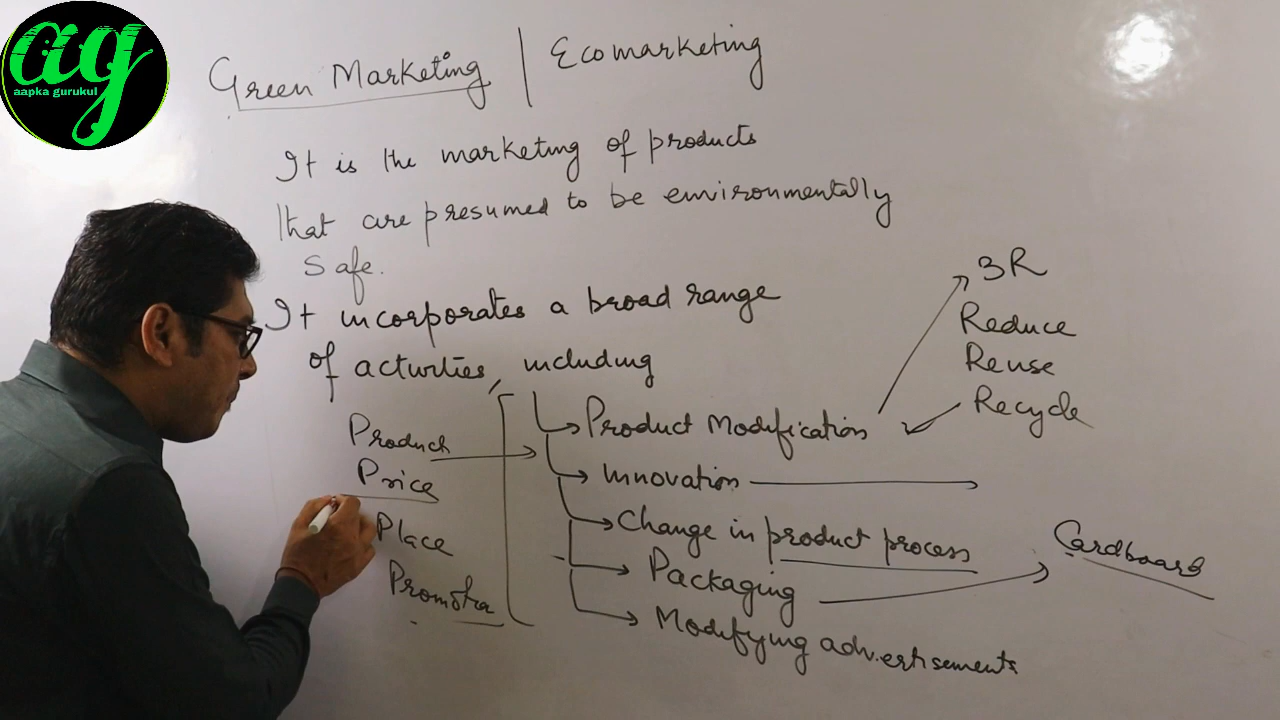 ag
aapka gurukul
Green Marketing | Ecomarketing
It is the marketing of products
that are presumed to be environmentally
safe.
It incorporates a broad range
of activities, including
Product Modification
Innovation
Change in product process
Packaging
Modifying advertisements
Product
Price
Place
Promotion
3R
Reduce
Reuse
Recycle
Cardboard